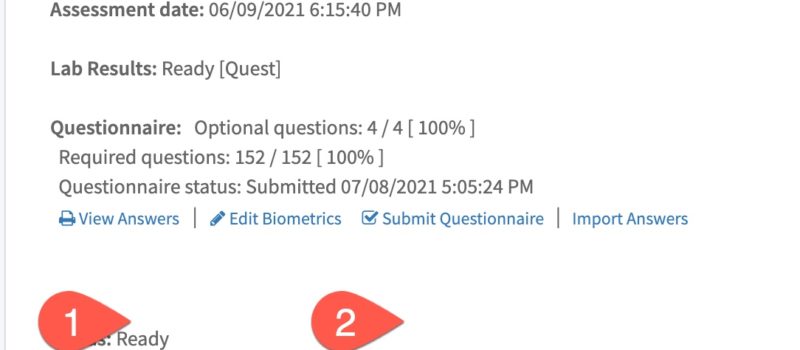 Assessment date: 06/09/2021 6:15:40 PM
Lab Results: Ready [Quest]
Questionnaire: Optional questions: 4 / 4 [ 100% ]
Required questions: 152 / 152 [ 100% ]
Questionnaire status: Submitted 07/08/2021 5:05:24 PM
View Answers | Edit Biometrics Submit Questionnaire | Import Answers
1 2
Ready